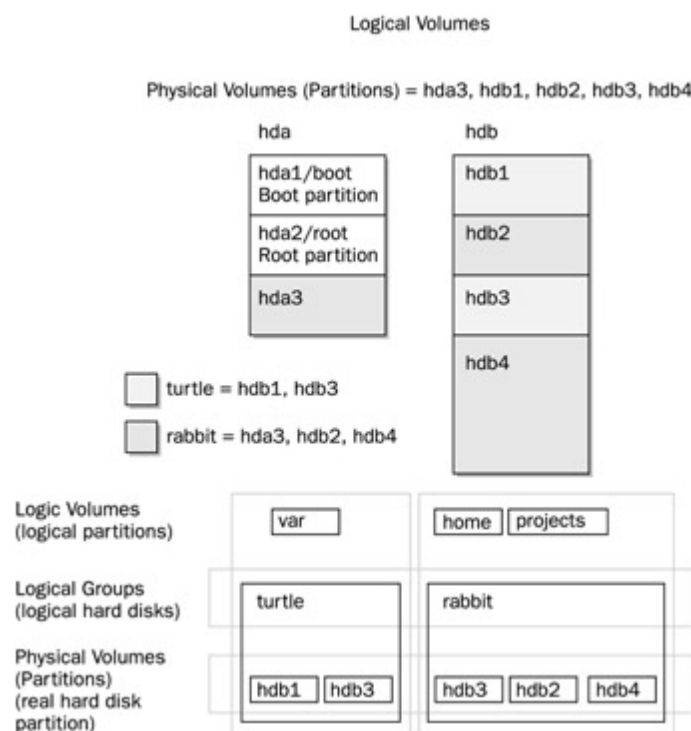 Logical Volumes
Physical Volumes (Partitions) = hda3, hdb1, hdb2, hdb3, hdb4
hda
hdb
hda1/boot
Boot partition
hda2/root
Root partition
hda3
hdb1
hdb2
hdb3
hdb4
turtle = hdb1, hdb3
rabbit = hda3, hdb2, hdb4
Logic Volumes
(logical partitions)
var
home
projects
Logical Groups
(logical hard disks)
turtle
rabbit
Physical Volumes
(Partitions)
(real hard disk
partition)
hdb1
hdb3
hdb3
hdb2
hdb4